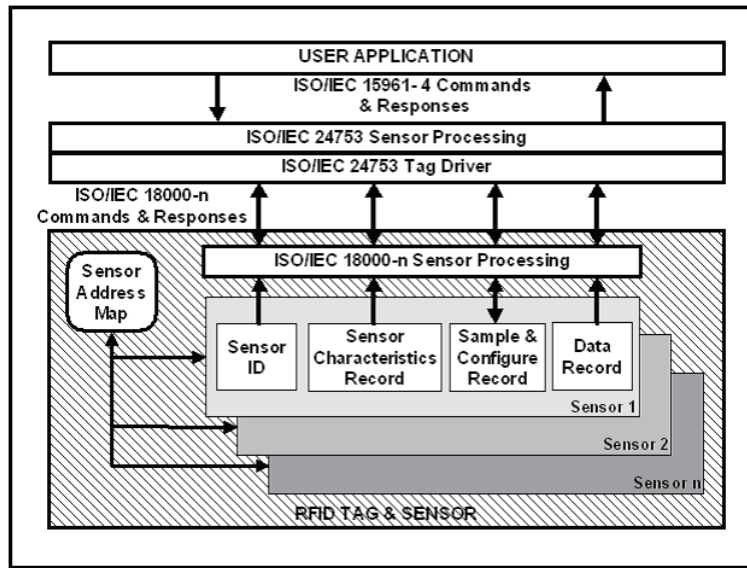 USER APPLICATION
ISO/IEC 15961- 4 Commands
& Responses
ISO/IEC 24753 Sensor Processing
ISO/IEC 24753 Tag Driver
ISO/IEC 18000-n
Commands & Responses
ISO/IEC 18000-n Sensor Processing
Sensor
Address
Map
Sensor
ID
Sensor
Characteristics
Record
Sample &
Configure
Record
Data
Record
Sensor 1
Sensor 2
Sensor n
RFID TAG & SENSOR